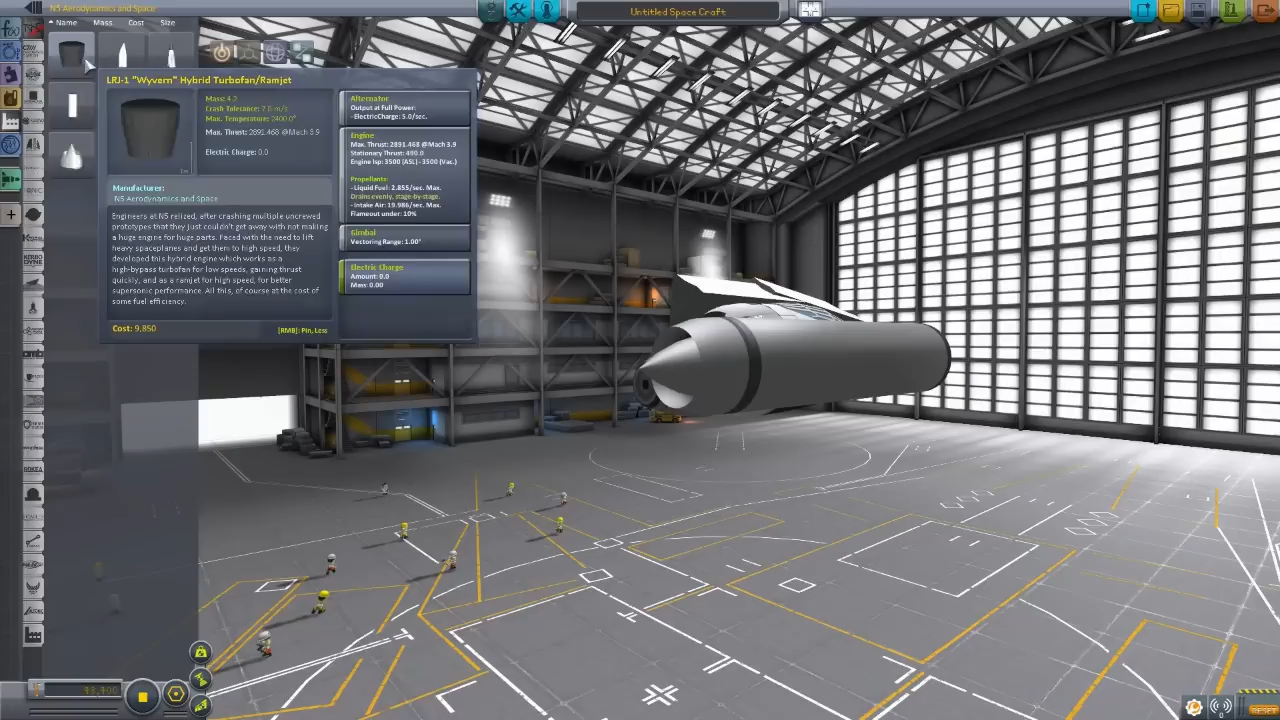 N5 Aerodynamics and Space
Untitled Space Craft
Name Mass Cost Size
LRJ-1 "Wyvern" Hybrid Turbofan/Ramjet
Mass: 4.2
Crash Tolerance: 7.0 m/s
Max. Temperature: 2400.0°
Max. Thrust: 2891.468 @Mach 3.9
Electric Charge: 0.0
Manufacturer:
N5 Aerodynamics and Space
Engineers at N5 relized, after crashing multiple uncrewed
prototypes that they just couldn't get away with not making
a huge engine for huge parts. Faced with the need to lift
heavy spaceplanes and get them to high speed, they
developed this hybrid engine which works as a
high-bypass turbofan for low speeds, gaining thrust
quickly, and as a ramjet for high speed, for better
supersonic performance. All this, of course at the cost of
some fuel efficiency.
Cost: 9,850
[RMB]: Pin, Less
Alternator
Output at Full Power:
-ElectricCharge: 5.0/sec.
Engine
Max. Thrust: 2891.468 @Mach 3.9
Stationary Thrust: 490.0
Engine Isp: 3500 (ASL) - 3500 (Vac.)
Propellants:
- Liquid Fuel: 2.855/sec. Max.
Drains evenly, stage-by-stage.
- Intake Air: 19.986/sec. Max.
Flameout under: 10%
Gimbal
Vectoring Range: 1.00°
Electric Charge
Amount: 0.0
Mass: 0.00
RESET